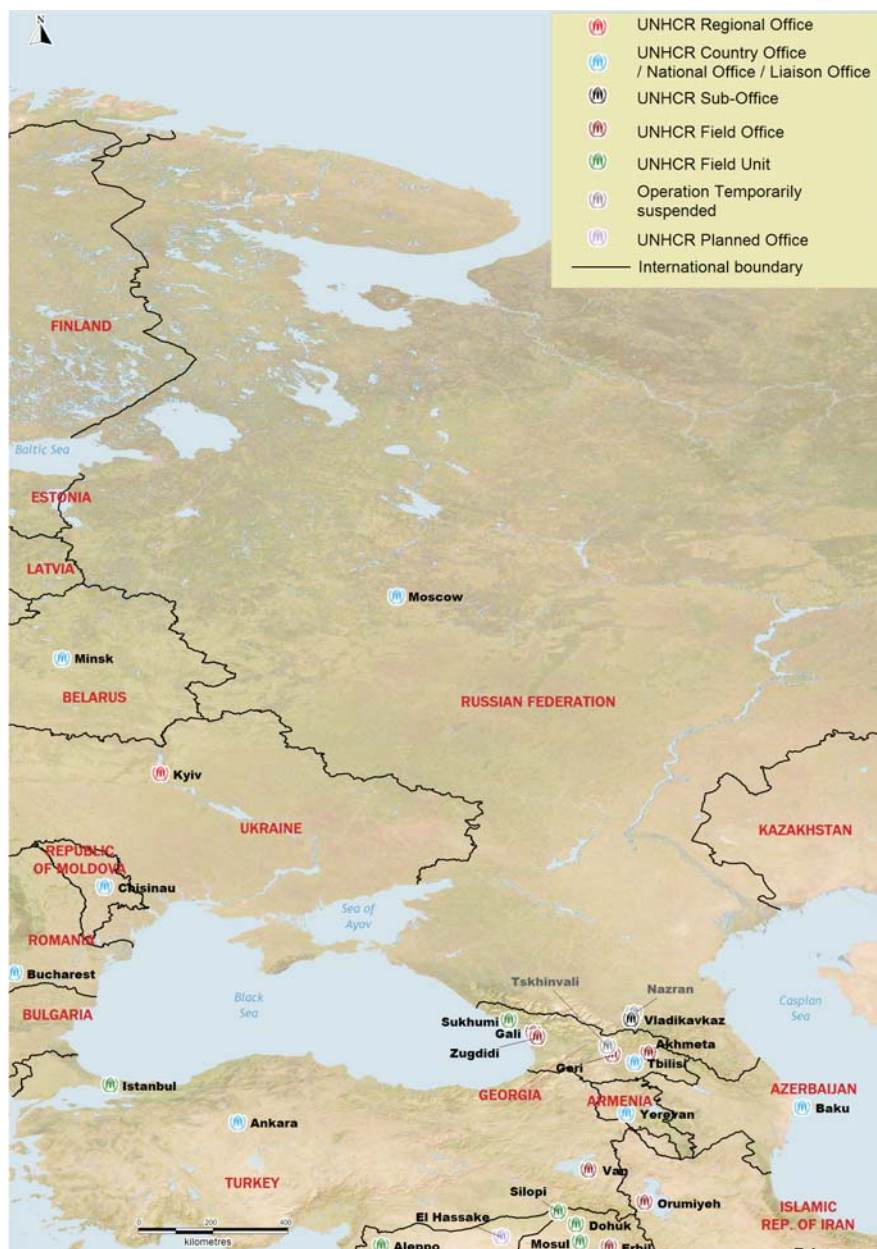 N
UNHCR Regional Office
UNHCR Country Office
/ National Office / Liaison Office
UNHCR Sub-Office
UNHCR Field Office
UNHCR Field Unit
Operation Temporarily
suspended
UNHCR Planned Office
International boundary
FINLAND
Baltic Sea
ESTONIA
LATVIA
Moscow
Minsk
BELARUS
RUSSIAN FEDERATION
Kyiv
UKRAINE
KAZAKHSTAN
REPUBLIC
OF MOLDOVA
Chisinau
Sea of
Azov
ROMANIA
Bucharest
Tskhinvali
Nazran
Black
Sea
Caspian
Sea
BULGARIA
Sukhumi
Vladikavkaz
Gali
Zugdidi
Akhmeta
Gori
Tbilisi
Istanbul
GEORGIA
ARMENIA
AZERBAIJAN
Yerevan
Baku
Ankara
Van
TURKEY
Silopi
Orumiyeh
ISLAMIC
REP. OF IRAN
El Hassake
Dohuk
0 200 400
kilometres
Aleppo
Mosul
Erbil